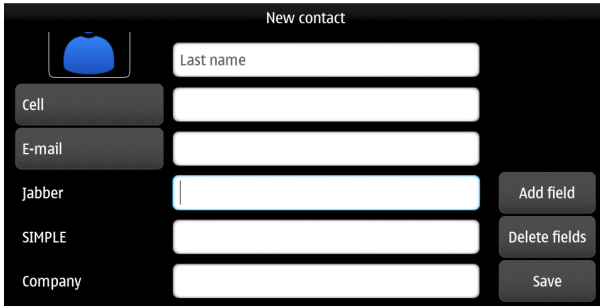 New contact
Last name
Cell
E-mail
Jabber
Add field
SIMPLE
Delete fields
Company
Save